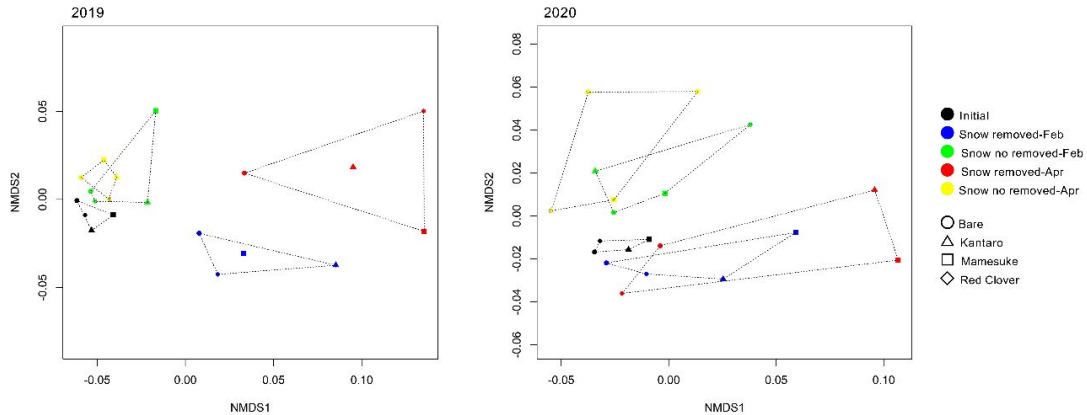 2019
0.05
0.00
-0.05
NMDS2
-0.05
0.00
0.05
0.10
NMDS1
2020
0.08
0.06
0.04
0.02
0.00
-0.02
-0.04
-0.06
NMDS2
-0.05
0.00
0.05
0.10
NMDS1
Initial
Snow removed-Feb
Snow no removed-Feb
Snow removed-Apr
Snow no removed-Apr
Bare
Kantaro
Mamesuke
Red Clover